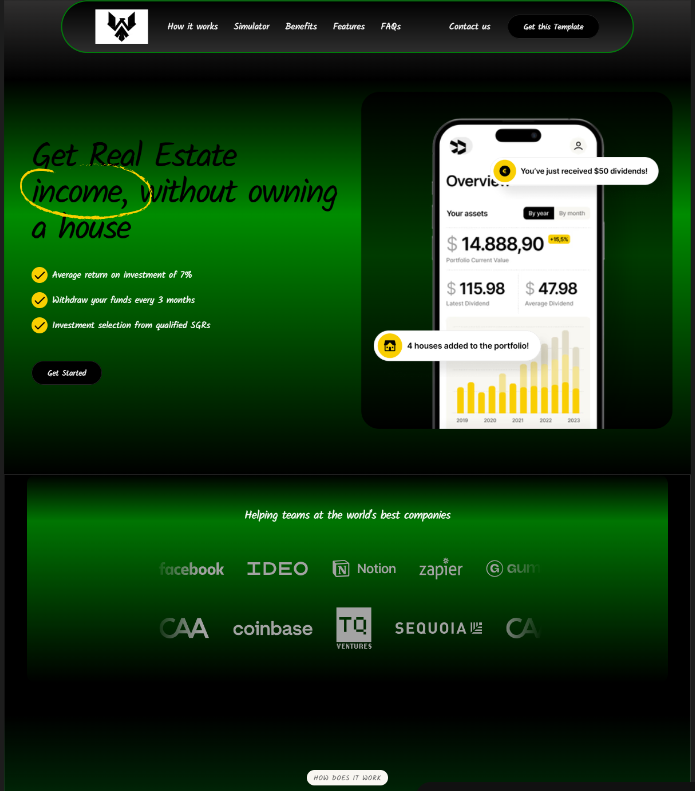 How it works Simulator Benefits Features FAQs Contact us Get this Template
Get Real Estate
income, without owning
a house
Average return on investment of 7%
Withdraw your funds every 3 months
Investment selection from qualified SGRs
Get Started
You've just received $50 dividends!
Overview
Your assets By year By month
$ 14.888,90 +15,5%
Portfolio Current Value
$ 115.98 $ 47.98
Latest Dividend Average Dividend
4 houses added to the portfolio!
2019 2020 2021 2022 2023
Helping teams at the world's best companies
facebook IDEO Notion zapier G Gum
CAA coinbase TQ VENTURES SEQUOIA CA
HOW DOES IT WORK